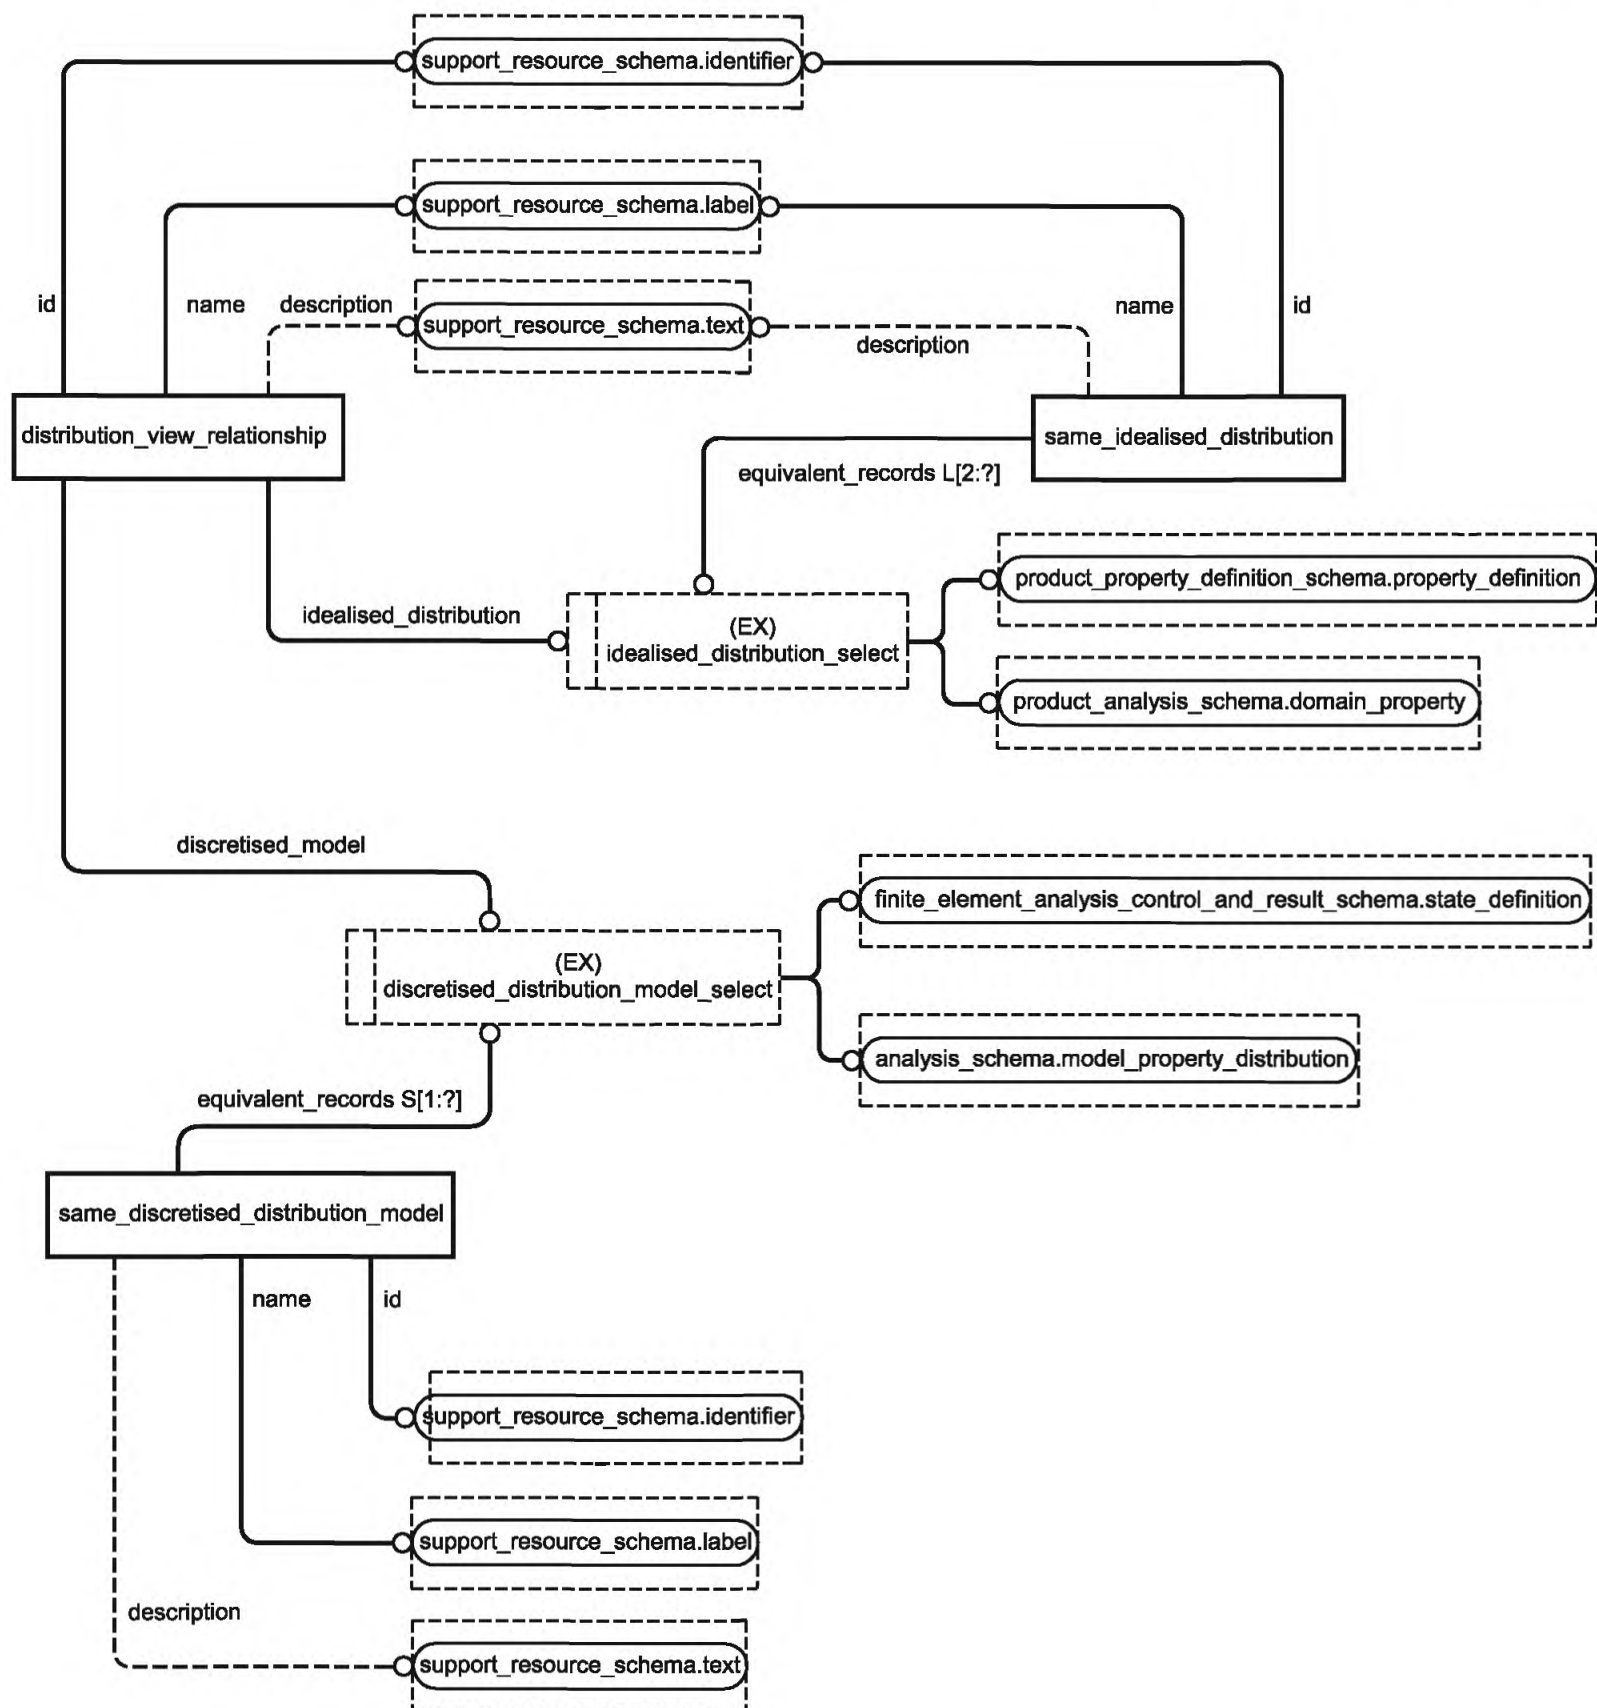 support_resource_schema.identifier
support_resource_schema.label
id
name
description
support_resource_schema.text
description
name
id
distribution_view_relationship
same_idealised_distribution
equivalent_records L[2:?]
product_property_definition_schema.property_definition
idealised_distribution
(EX)
idealised_distribution_select
product_analysis_schema.domain_property
discretised_model
finite_element_analysis_control_and_result_schema.state_definition
(EX)
discretised_distribution_model_select
analysis_schema.model_property_distribution
equivalent_records S[1:?]
same_discretised_distribution_model
name
id
support_resource_schema.identifier
support_resource_schema.label
description
support_resource_schema.text